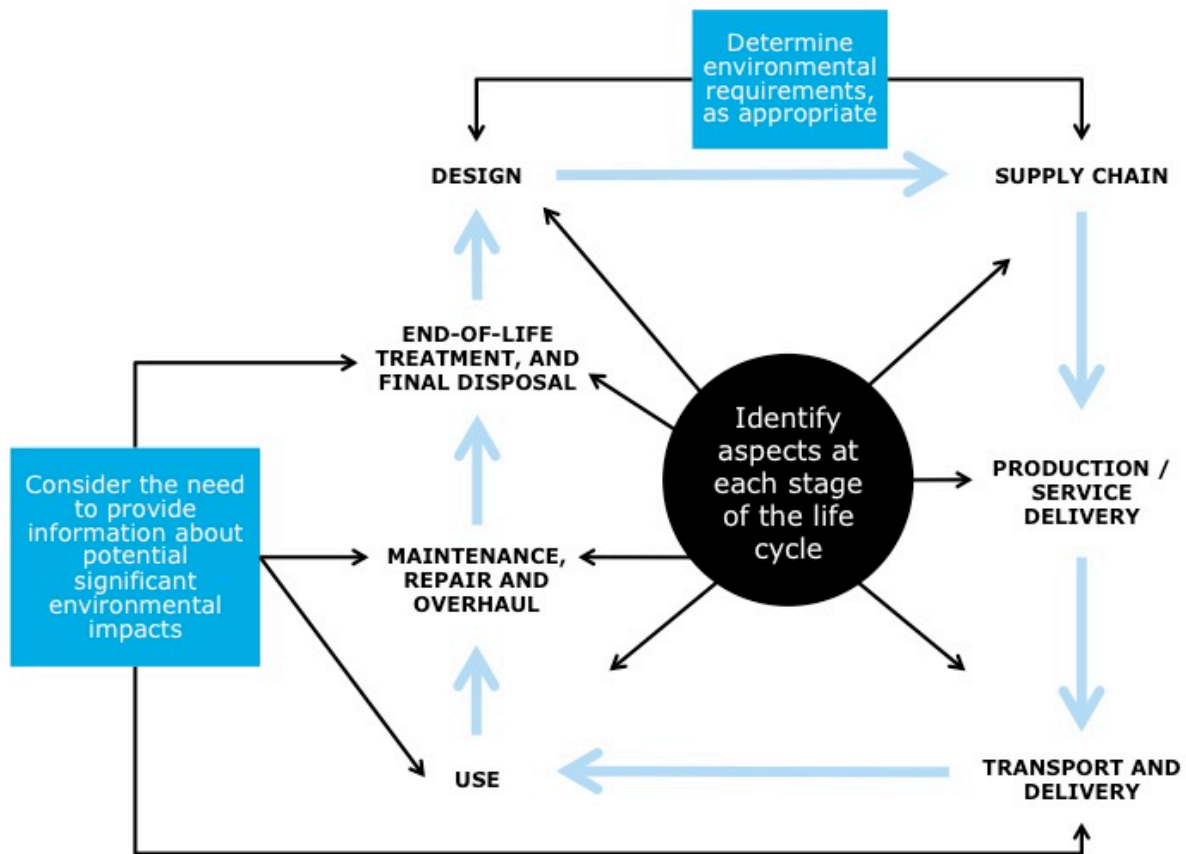 Determine
environmental
requirements,
as appropriate
DESIGN
SUPPLY CHAIN
END-OF-LIFE
TREATMENT, AND
FINAL DISPOSAL
Identify
aspects at
each stage
of the life
cycle
PRODUCTION /
SERVICE
DELIVERY
Consider the need
to provide
information about
potential
significant
environmental
impacts
MAINTENANCE,
REPAIR AND
OVERHAUL
USE
TRANSPORT AND
DELIVERY